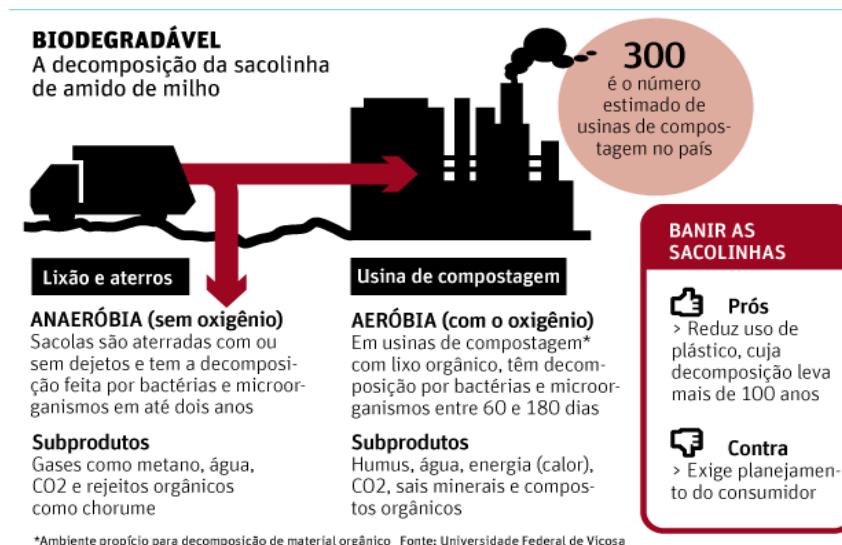 BIODEGRADÁVEL
A decomposição da sacolinha
de amido de milho
300
é o número
estimado de
usinas de compos-
tagem no país
Lixão e aterros
ANAERÓBIA (sem oxigênio)
Sacolas são aterradas com ou
sem dejetos e tem a decomposi-
ção feita por bactérias e microor-
ganismos em até dois anos
Subprodutos
Gases como metano, água,
CO2 e rejeitos orgânicos
como chorume
Usina de compostagem
AERÓBIA (com o oxigênio)
Em usinas de compostagem*
com lixo orgânico, têm decom-
posição por bactérias e microor-
ganismos entre 60 e 180 dias
Subprodutos
Humus, água, energia (calor),
CO2, sais minerais e compos-
tos orgânicos
BANIR AS
SACOLINHAS
Prós
> Reduz uso de
plástico, cuja
decomposição leva
mais de 100 anos
Contra
> Exige planejamen-
to do consumidor
*Ambiente propício para decomposição de material orgânico Fonte: Universidade Federal de Viçosa